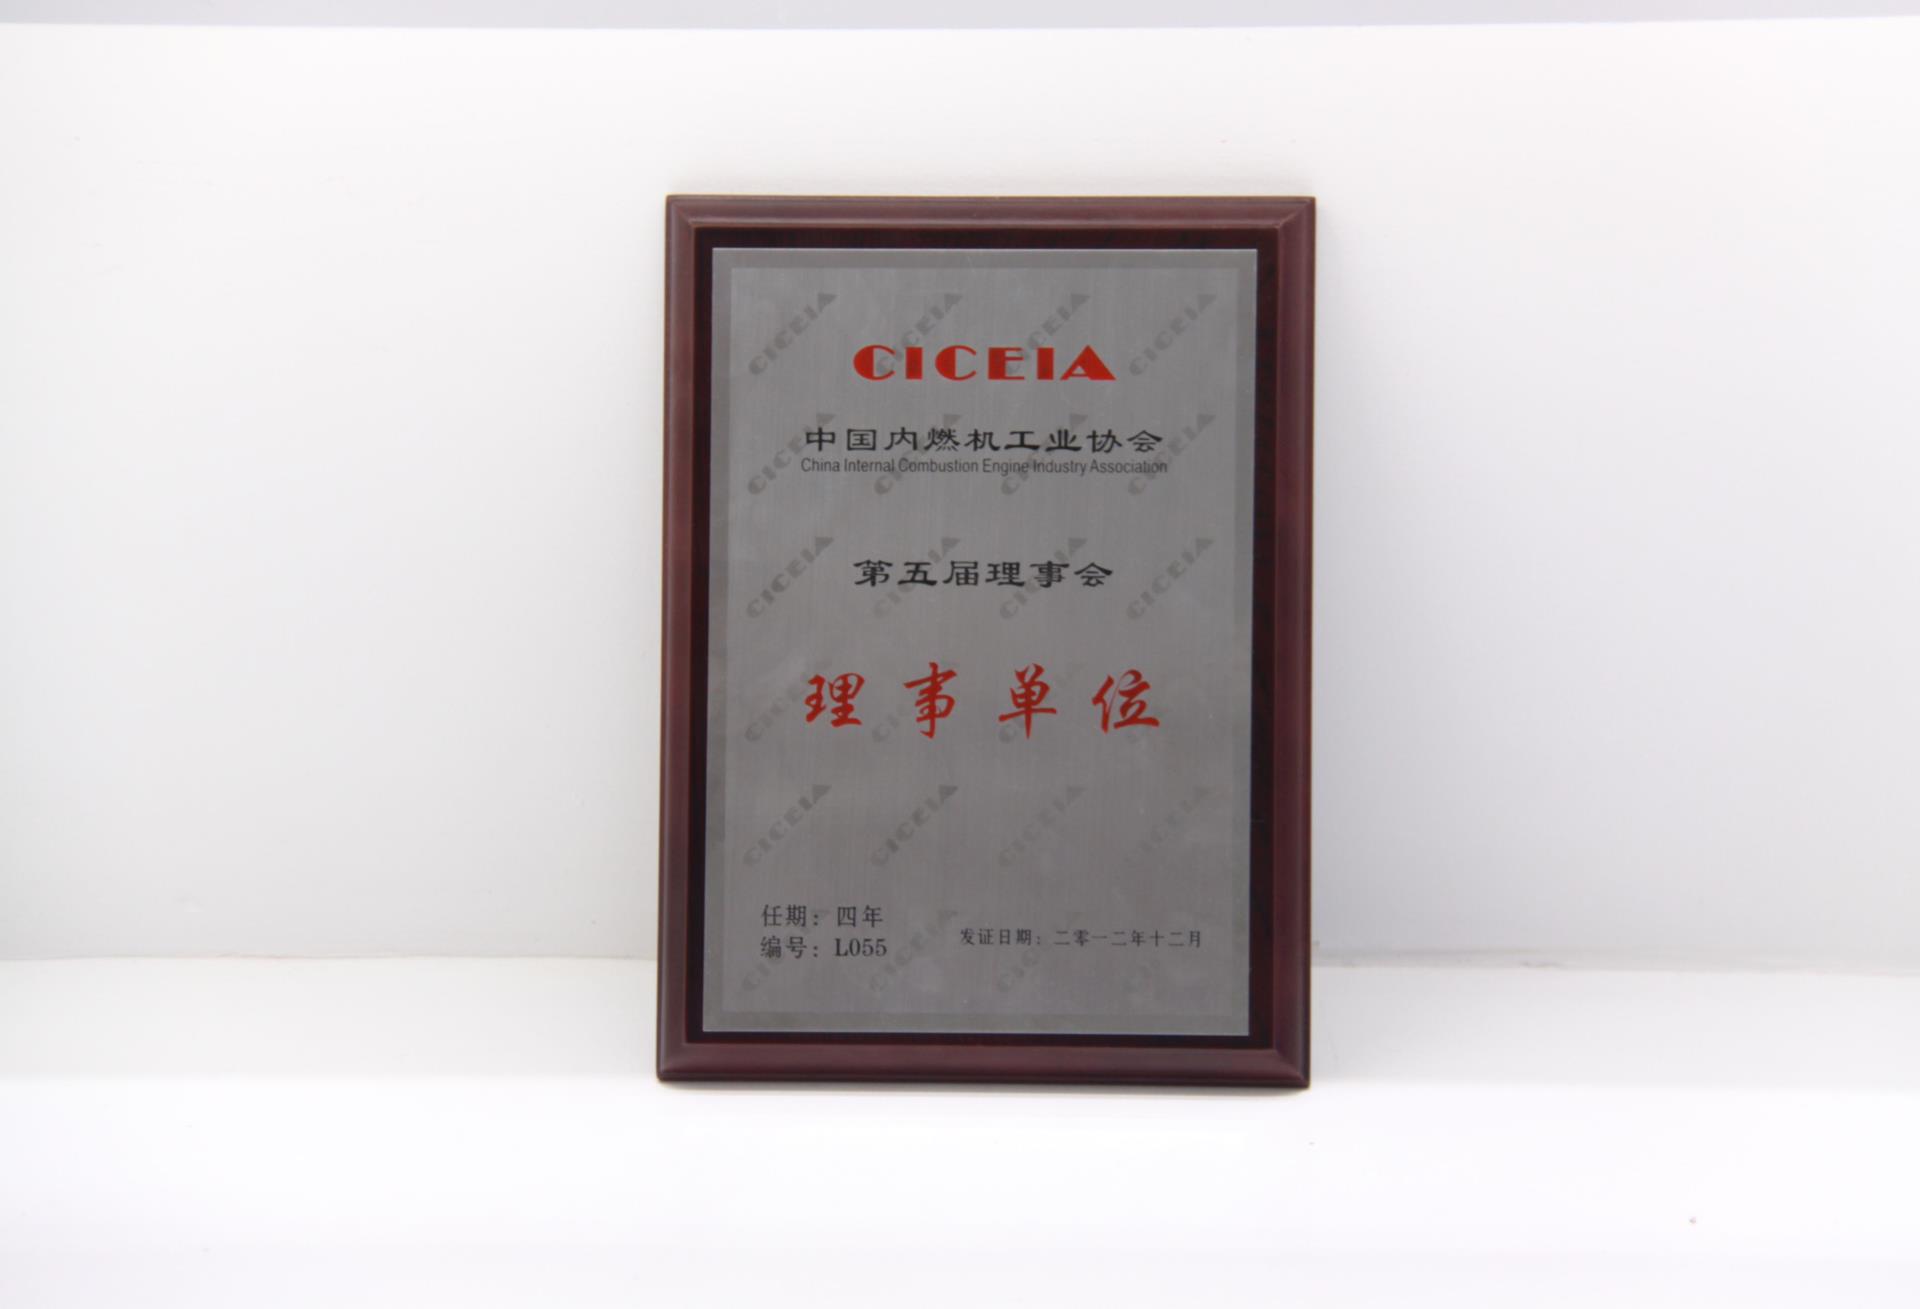 CICEIA
中国内燃机工业协会
China Internal Combustion Engine Industry Association
第五届理事会
理事单位
任期：四年
编号：L055
发证日期：二零一二年十二月